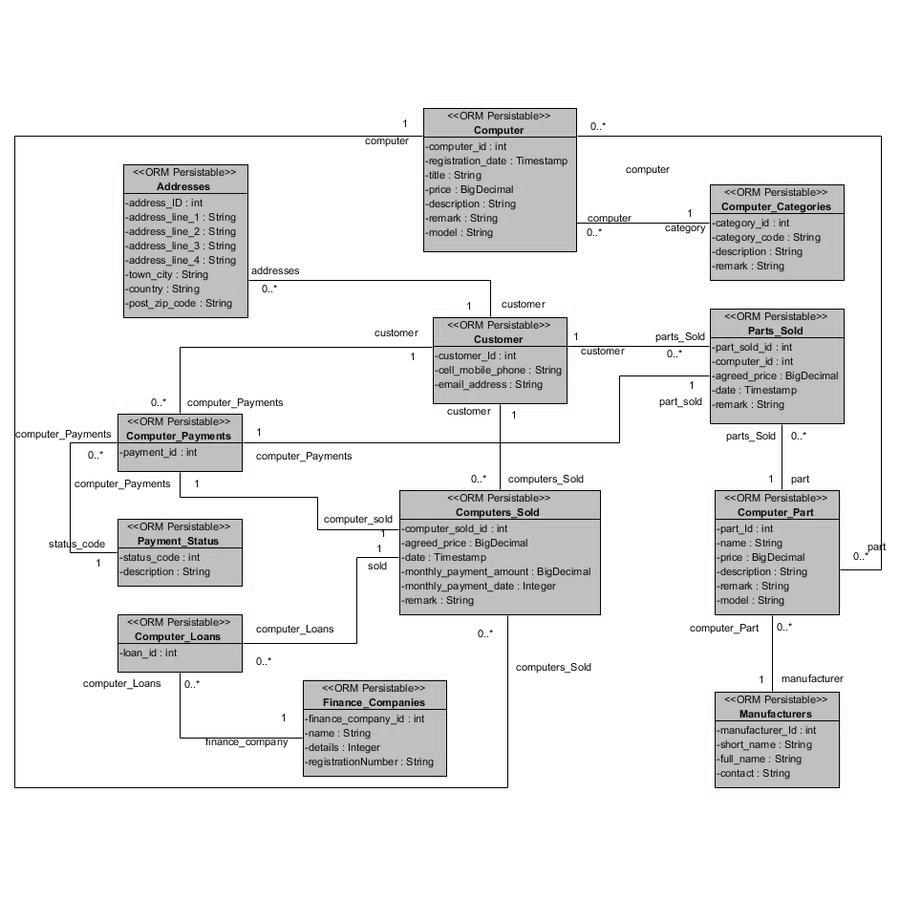 <<ORM Persistable>>
Computer
-computer_id : int
-registration_date : Timestamp
-title : String
-price : BigDecimal
-description : String
-remark : String
-model : String
1
computer
0..*
computer
<<ORM Persistable>>
Addresses
-address_ID : int
-address_line_1 : String
-address_line_2 : String
-address_line_3 : String
-address_line_4 : String
-town_city : String
-country : String
-post_zip_code : String
<<ORM Persistable>>
Computer_Categories
-category_id : int
-category_code : String
-description : String
-remark : String
computer
0..*
1
category
addresses
0..*
1
customer
<<ORM Persistable>>
Customer
-customer_Id : int
-cell_mobile_phone : String
-email_address : String
customer
1
1
customer
parts_Sold
0..*
<<ORM Persistable>>
Parts_Sold
-part_sold_id : int
-computer_id : int
-agreed_price : BigDecimal
-date : Timestamp
-remark : String
1
part_sold
0..*
computer_Payments
customer
1
<<ORM Persistable>>
Computer_Payments
-payment_id : int
computer_Payments
0..*
1
computer_Payments
computer_Payments
1
parts_Sold
0..*
1
part
0..*
computers_Sold
<<ORM Persistable>>
Computers_Sold
-computer_sold_id : int
-agreed_price : BigDecimal
-date : Timestamp
-monthly_payment_amount : BigDecimal
-monthly_payment_date : Integer
-remark : String
computer_sold
1
1
sold
<<ORM Persistable>>
Computer_Part
-part_Id : int
-name : String
-price : BigDecimal
-description : String
-remark : String
-model : String
part
0..*
<<ORM Persistable>>
Payment_Status
-status_code : int
-description : String
status_code
1
<<ORM Persistable>>
Computer_Loans
-loan_id : int
computer_Loans
0..*
computer_Loans
0..*
0..*
computers_Sold
computer_Part
0..*
1
manufacturer
<<ORM Persistable>>
Finance_Companies
-finance_company_id : int
-name : String
-details : Integer
-registrationNumber : String
1
finance_company
<<ORM Persistable>>
Manufacturers
-manufacturer_Id : int
-short_name : String
-full_name : String
-contact : String